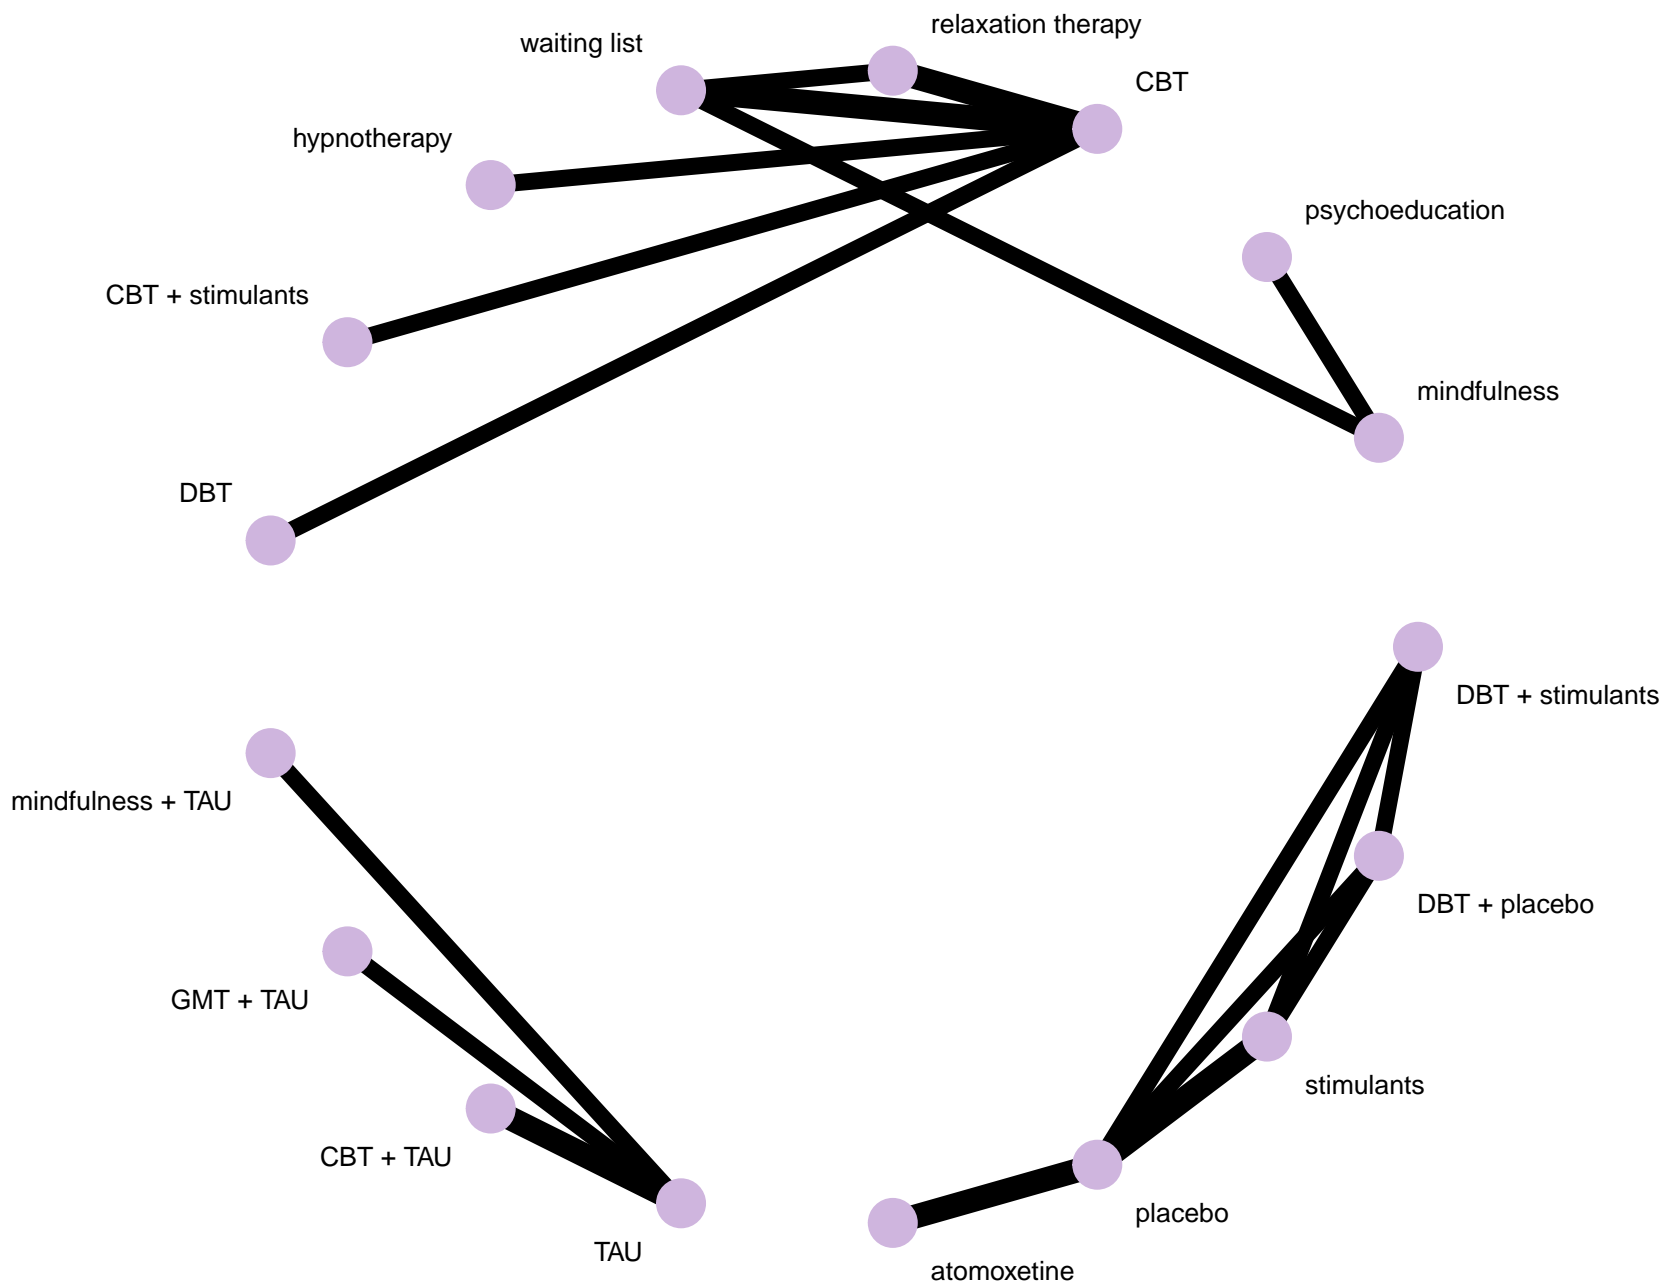 relaxation therapy
waiting list
CBT
hypnotherapy
psychoeducation
CBT + stimulants
mindfulness
DBT
DBT + stimulants
mindfulness + TAU
DBT + placebo
GMT + TAU
stimulants
CBT + TAU
placebo
TAU
atomoxetine